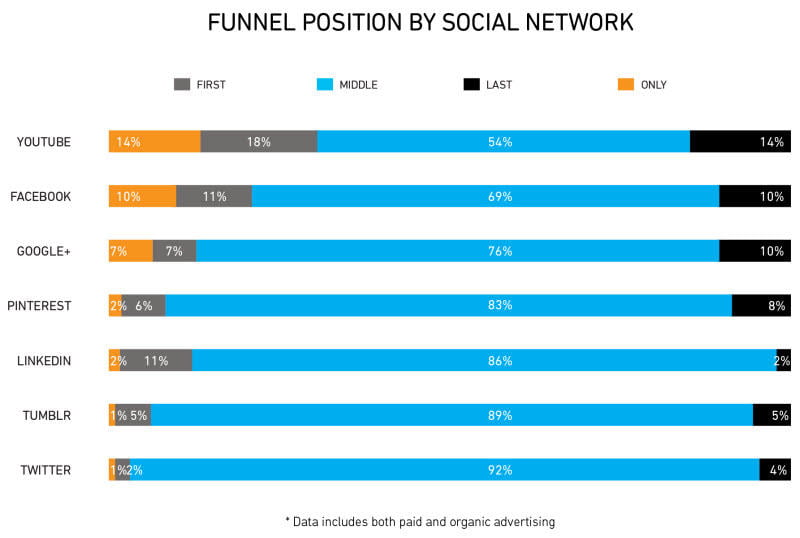 FUNNEL POSITION BY SOCIAL NETWORK
FIRST MIDDLE LAST ONLY
YOUTUBE 14% 18% 54% 14%
FACEBOOK 10% 11% 69% 10%
GOOGLE+ 7% 7% 76% 10%
PINTEREST 2% 6% 83% 8%
LINKEDIN 2% 11% 86% 2%
TUMBLR 1% 5% 89% 5%
TWITTER 1% 2% 92% 4%
* Data includes both paid and organic advertising